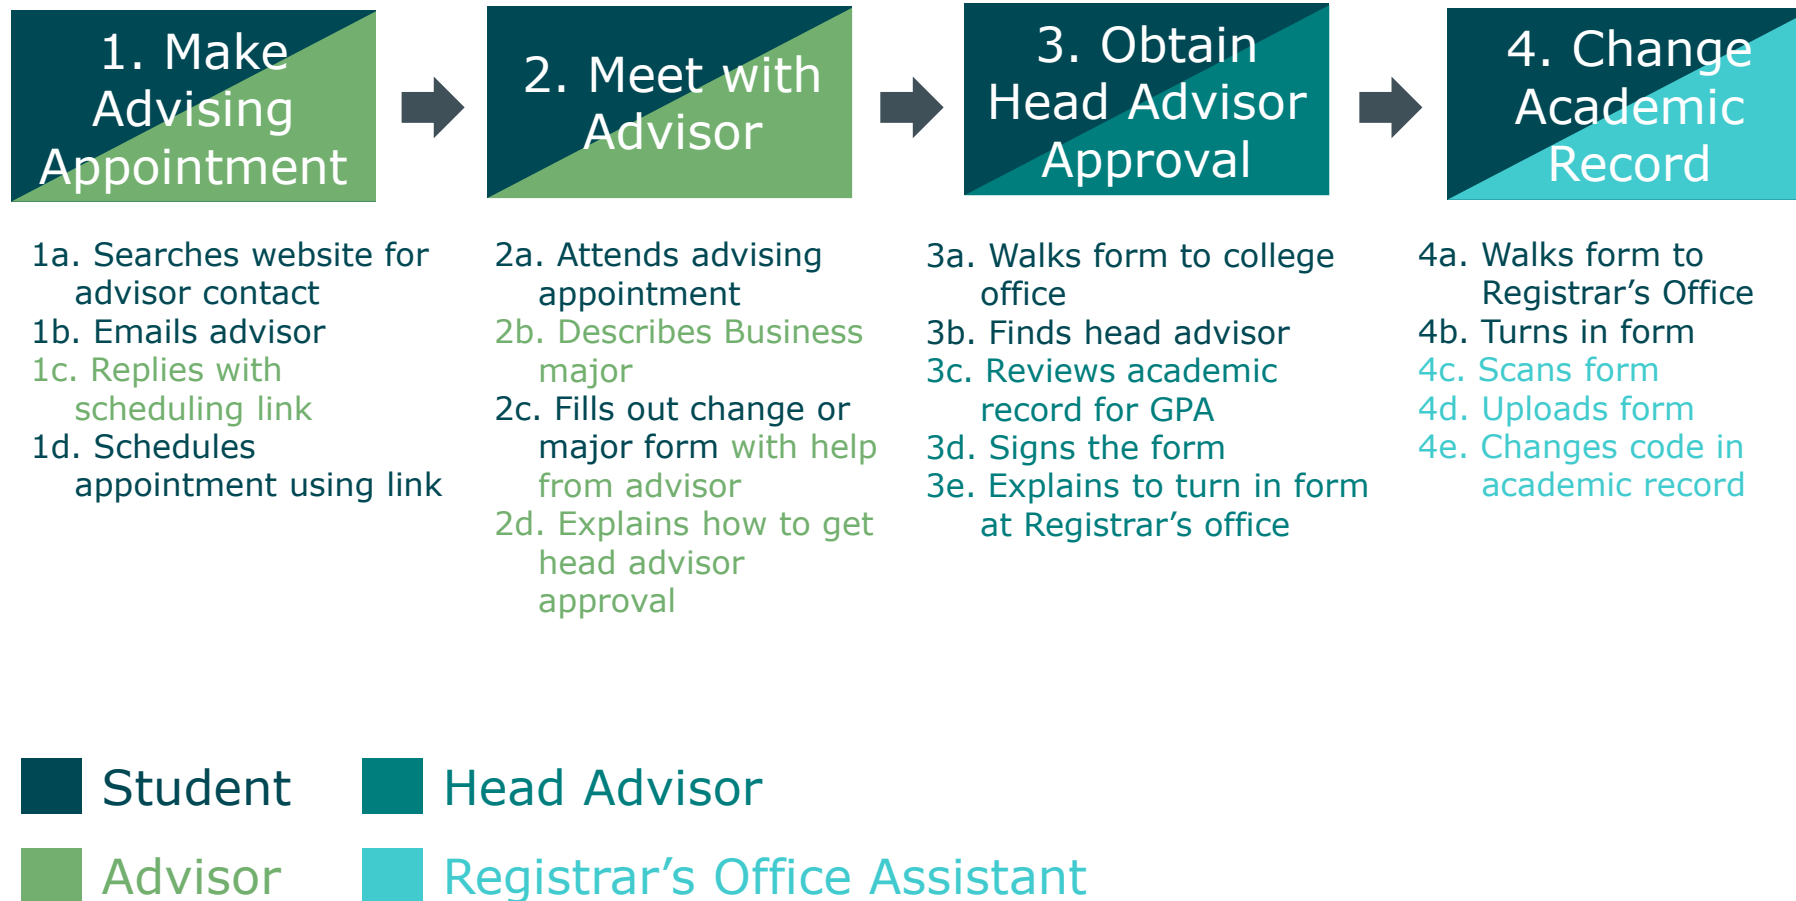 1. Make
Advising
Appointment
2. Meet with
Advisor
3. Obtain
Head Advisor
Approval
4. Change
Academic
Record
1a. Searches website for
advisor contact
1b. Emails advisor
1c. Replies with
scheduling link
1d. Schedules
appointment using link
2a. Attends advising
appointment
2b. Describes Business
major
2c. Fills out change or
major form with help
from advisor
2d. Explains how to get
head advisor
approval
3a. Walks form to college
office
3b. Finds head advisor
3c. Reviews academic
record for GPA
3d. Signs the form
3e. Explains to turn in form
at Registrar’s office
4a. Walks form to
Registrar’s Office
4b. Turns in form
4c. Scans form
4d. Uploads form
4e. Changes code in
academic record
Student
Head Advisor
Advisor
Registrar’s Office Assistant